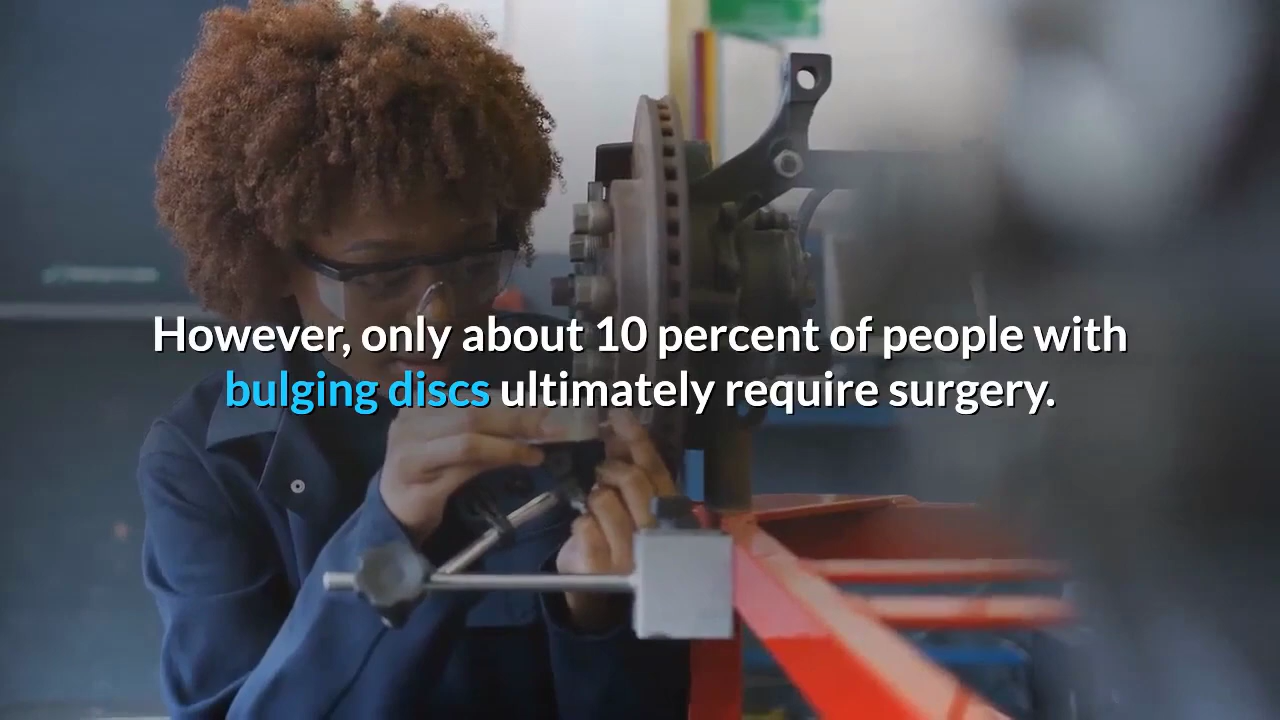 However, only about 10 percent of people with
bulging discs ultimately require surgery.